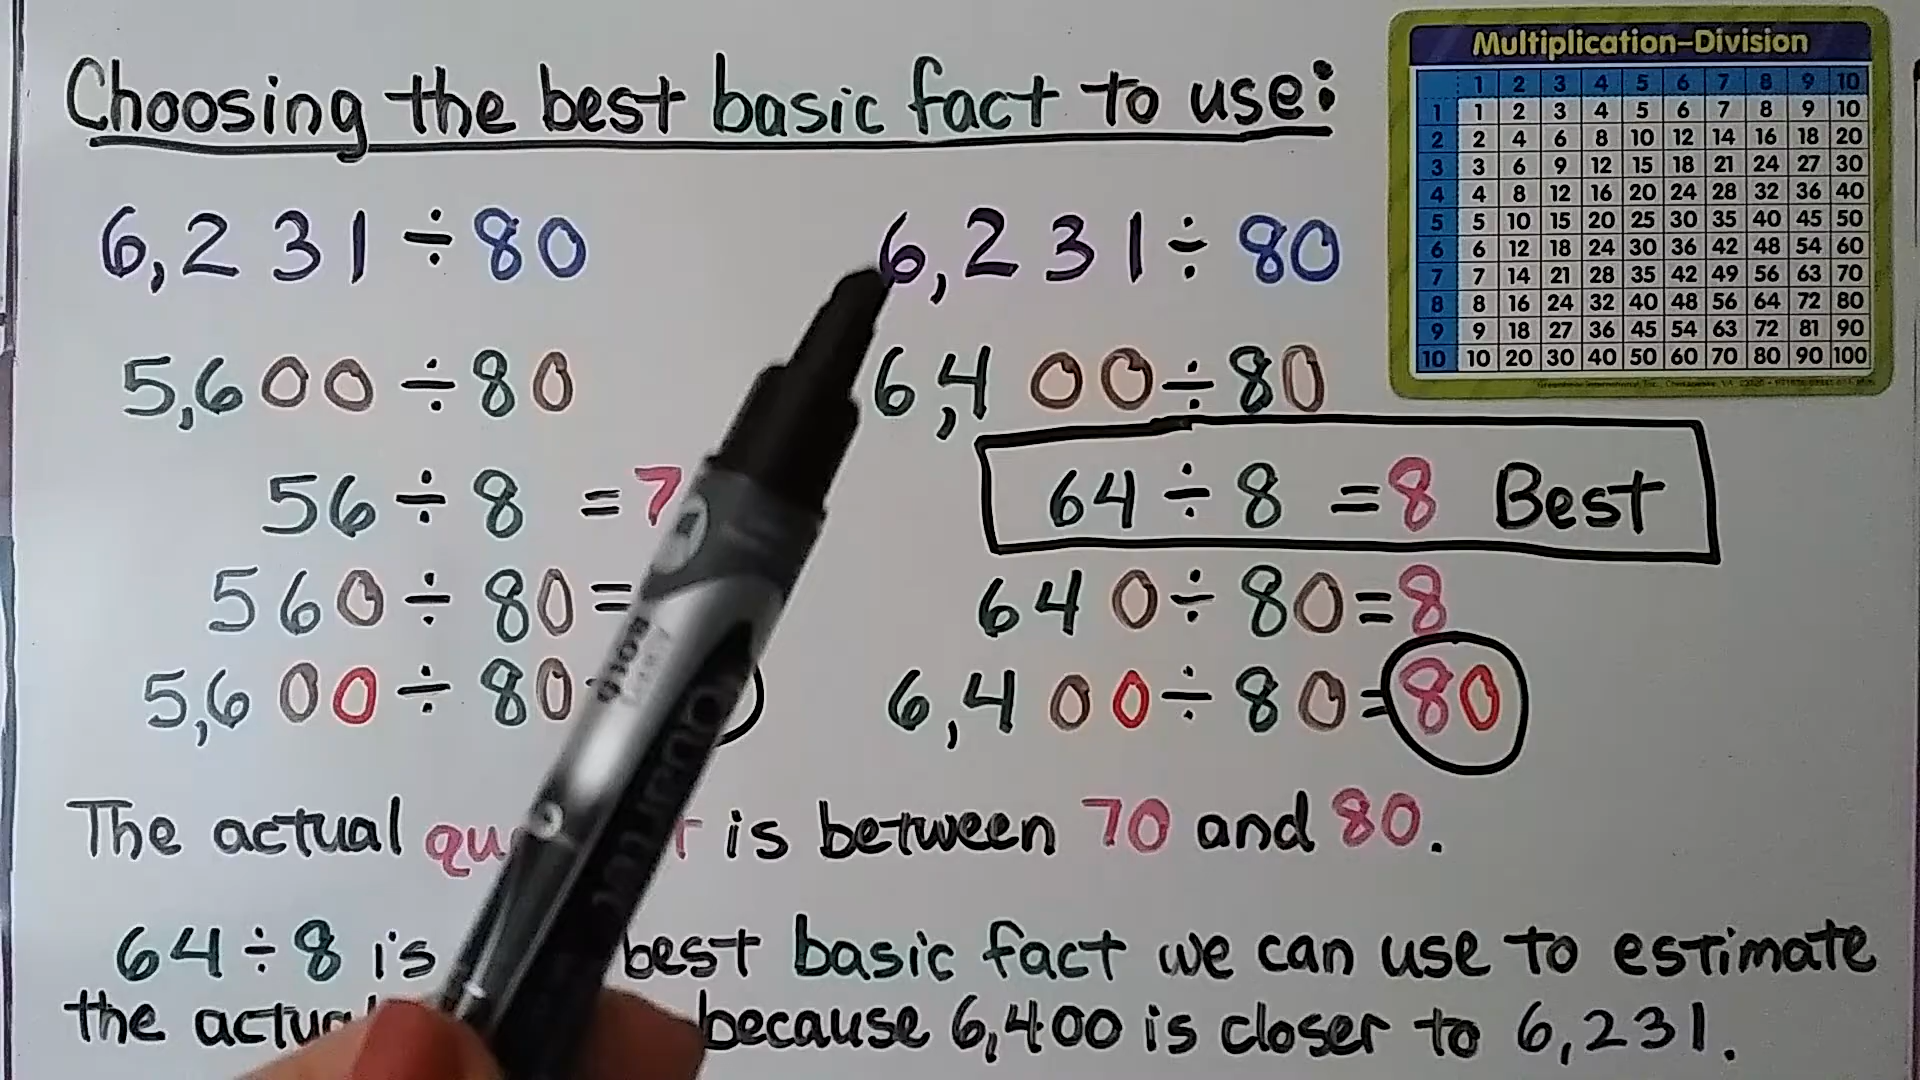 Choosing the best basic fact to use:
6,231 ÷ 80
5,600 ÷ 80
56 ÷ 8 = 7
560 ÷ 80 =
5,600 ÷ 80
6,231 ÷ 80
6,400 ÷ 80
64 ÷ 8 = 8 Best
640 ÷ 80 = 8
6,400 ÷ 80 = 80
Multiplication–Division
1 2 3 4 5 6 7 8 9 10
1 1 2 3 4 5 6 7 8 9 10
2 2 4 6 8 10 12 14 16 18 20
3 3 6 9 12 15 18 21 24 27 30
4 4 8 12 16 20 24 28 32 36 40
5 5 10 15 20 25 30 35 40 45 50
6 6 12 18 24 30 36 42 48 54 60
7 7 14 21 28 35 42 49 56 63 70
8 8 16 24 32 40 48 56 64 72 80
9 9 18 27 36 45 54 63 72 81 90
10 10 20 30 40 50 60 70 80 90 100
The actual is between 70 and 80.
64 ÷ 8 is best basic fact we can use to estimate
the because 6,400 is closer to 6,231.